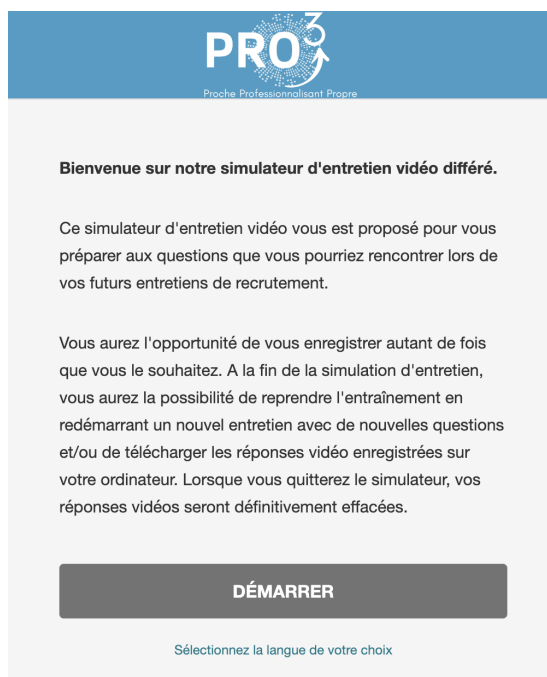 PRO3
Proche Professionnalisant Propre
Bienvenue sur notre simulateur d'entretien vidéo différé.
Ce simulateur d'entretien vidéo vous est proposé pour vous
préparer aux questions que vous pourriez rencontrer lors de
vos futurs entretiens de recrutement.
Vous aurez l'opportunité de vous enregistrer autant de fois
que vous le souhaitez. A la fin de la simulation d'entretien,
vous aurez la possibilité de reprendre l'entraînement en
redémarrant un nouvel entretien avec de nouvelles questions
et/ou de télécharger les réponses vidéo enregistrées sur
votre ordinateur. Lorsque vous quitterez le simulateur, vos
réponses vidéos seront définitivement effacées.
DÉMARRER
Sélectionnez la langue de votre choix